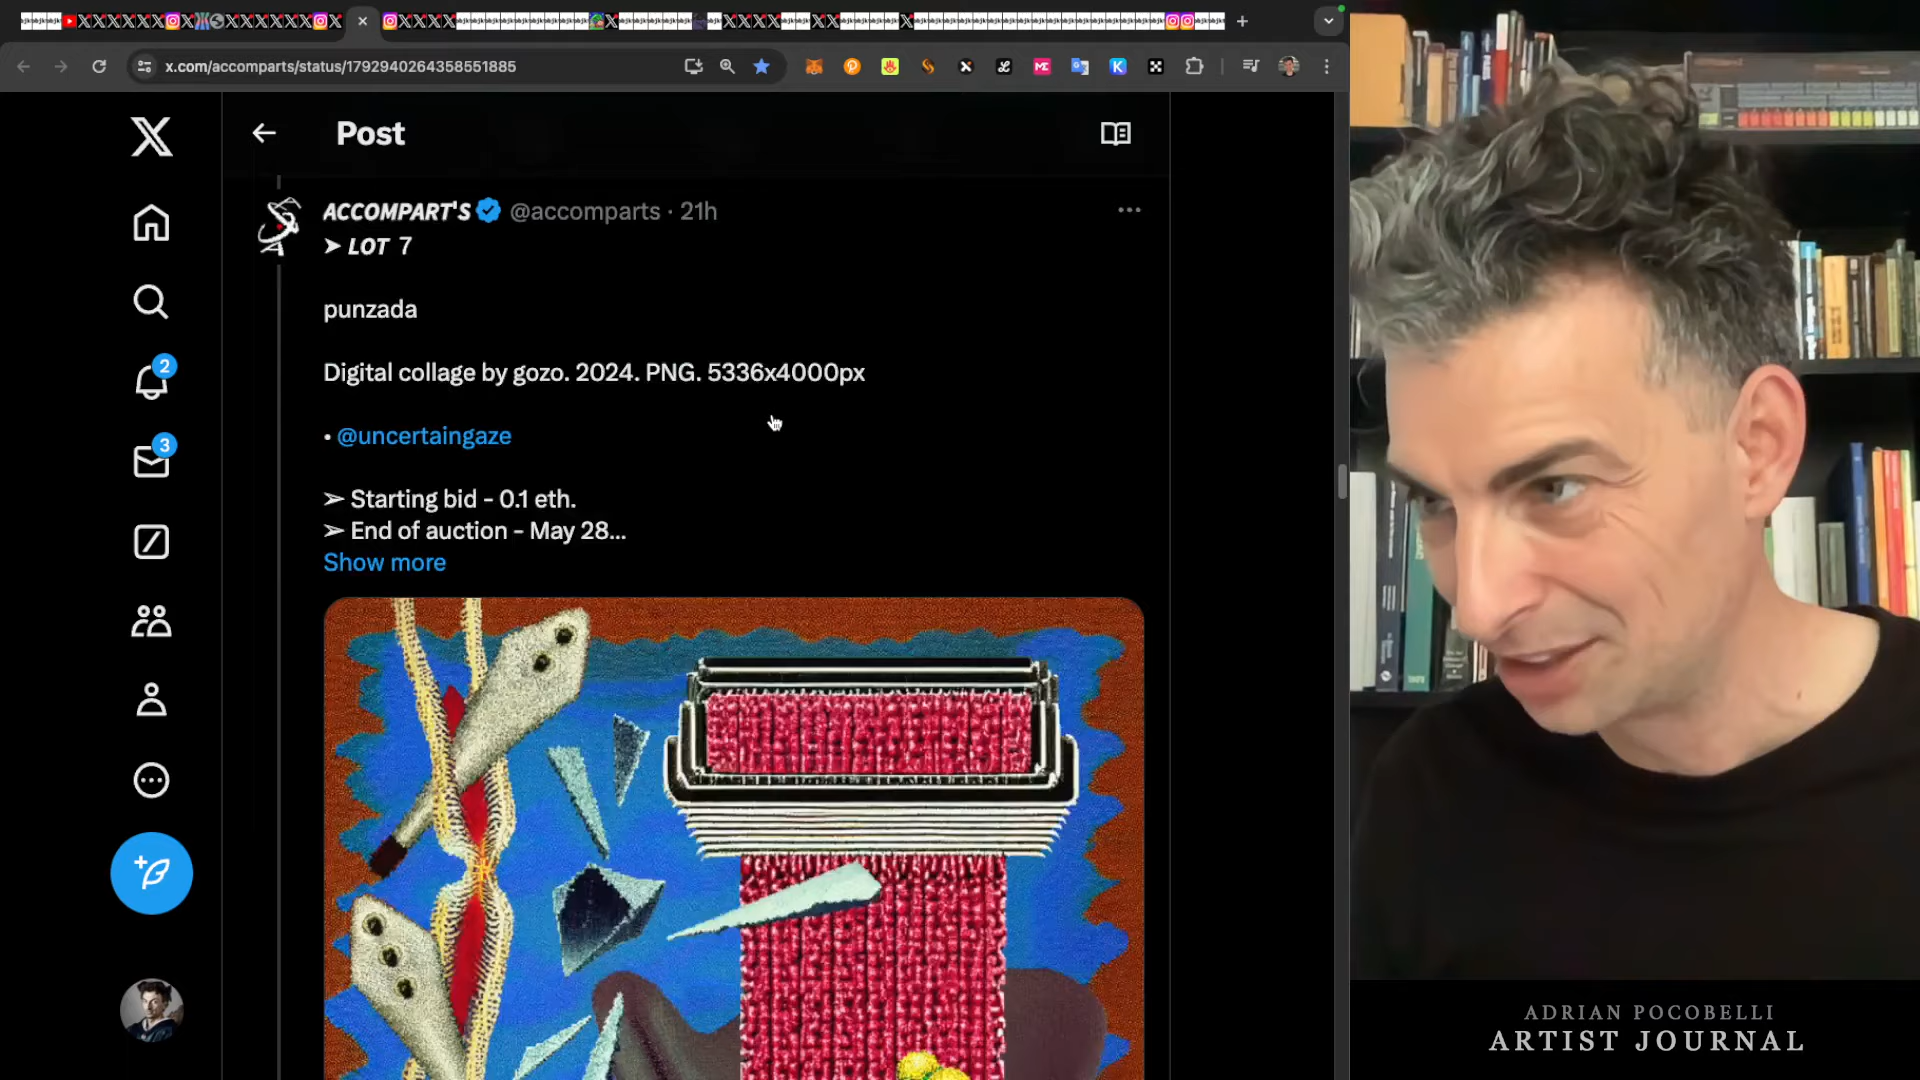 x.com/accomparts/status/1792940264358551885
Post
ACCOMPART'S @accomparts · 21h
➤ LOT 7
punzada
Digital collage by gozo. 2024. PNG. 5336x4000px
• @uncertaingaze
➢ Starting bid - 0.1 eth.
➢ End of auction - May 28...
Show more
2
3
ADRIAN POCOBELLI
ARTIST JOURNAL